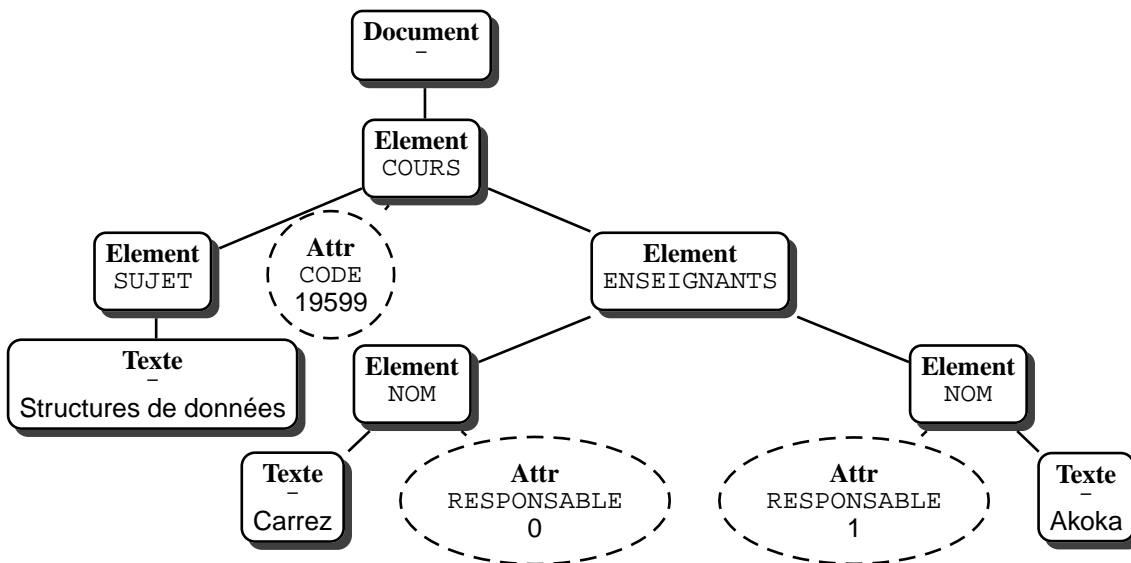 Document
–
Element
COURS
Element
SUJET
Attr
CODE
19599
Element
ENSEIGNANTS
Texte
–
Structures de données
Element
NOM
Element
NOM
Texte
–
Carrez
Attr
RESPONSABLE
0
Attr
RESPONSABLE
1
Texte
–
Akoka